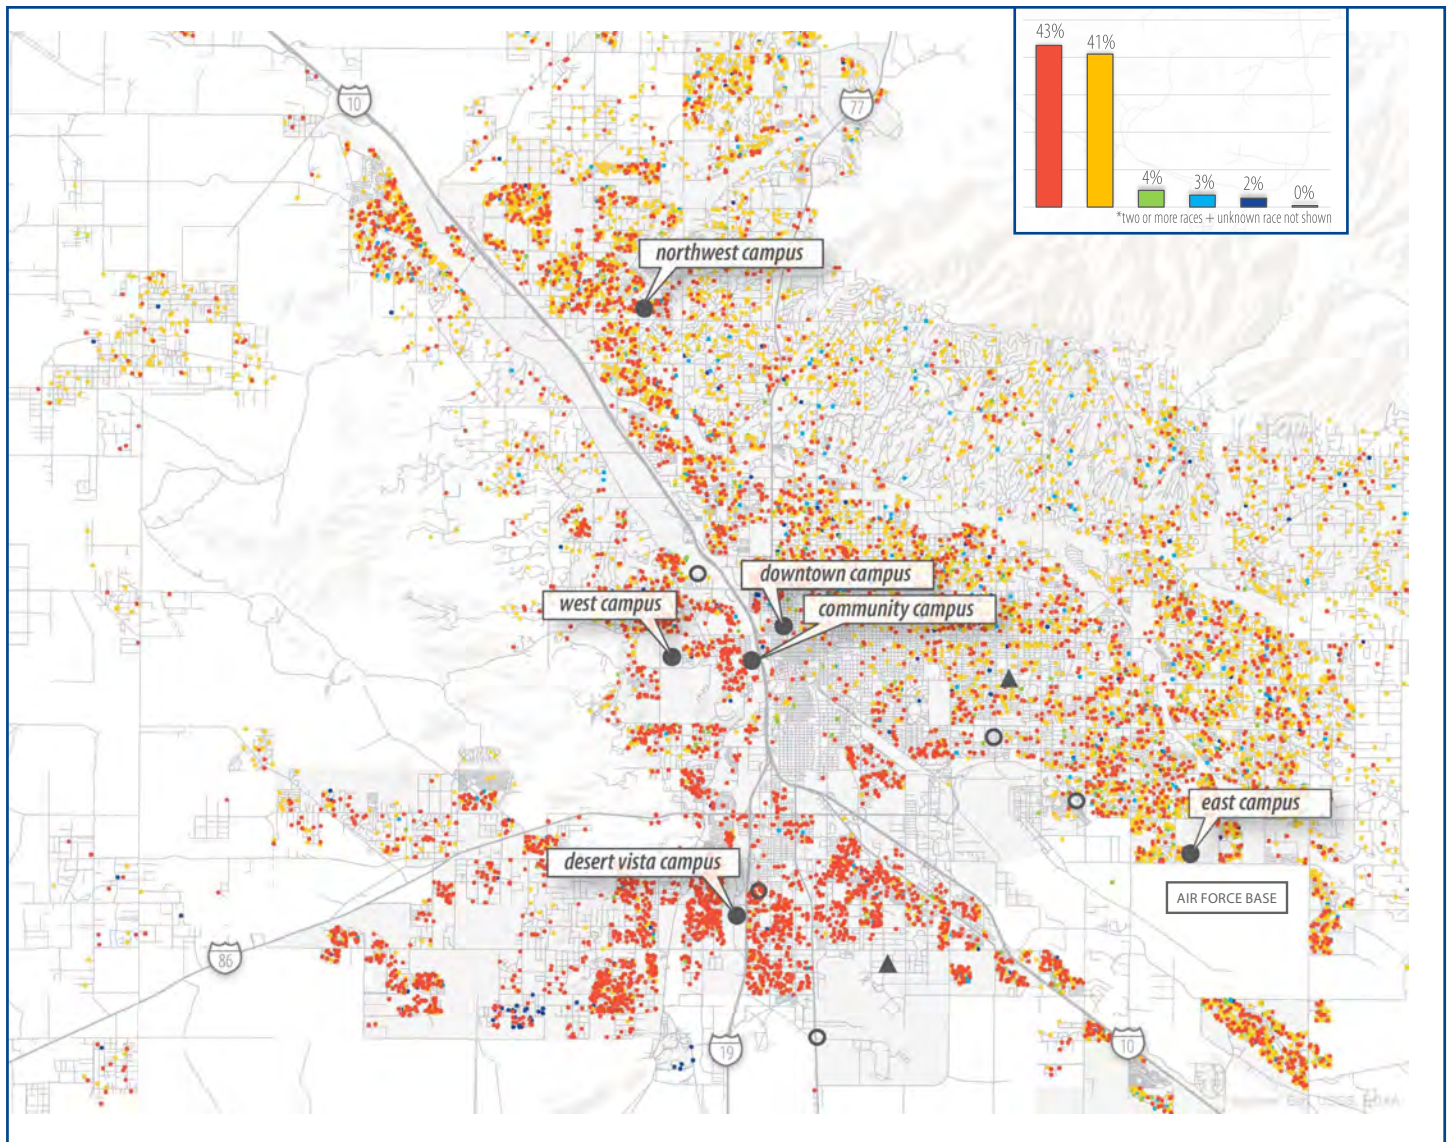 43%
41%
4%
3%
2%
0%
*two or more races + unknown race not shown
10
77
northwest campus
downtown campus
west campus
community campus
east campus
desert vista campus
AIR FORCE BASE
86
19
10